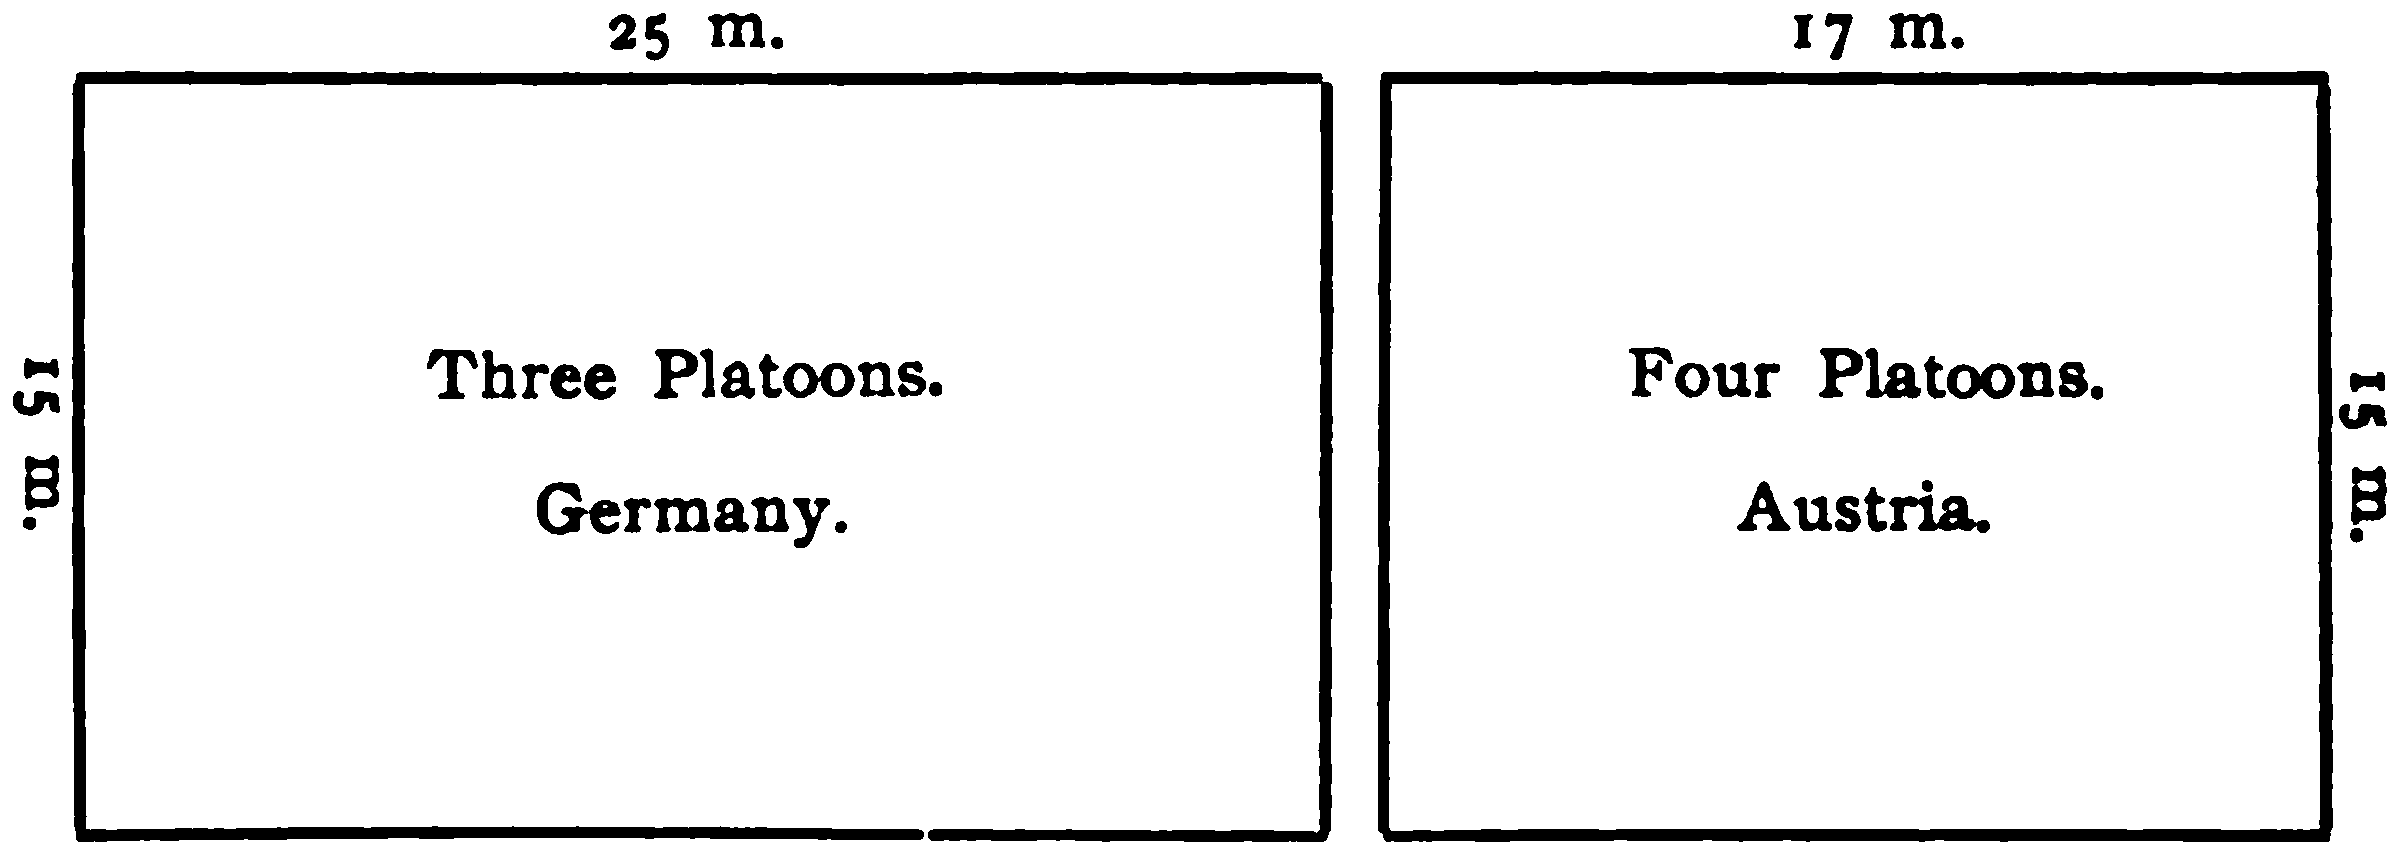 25 m.
17 m.
15 m.
Three Platoons.
Germany.
Four Platoons.
Austria.
15 m.